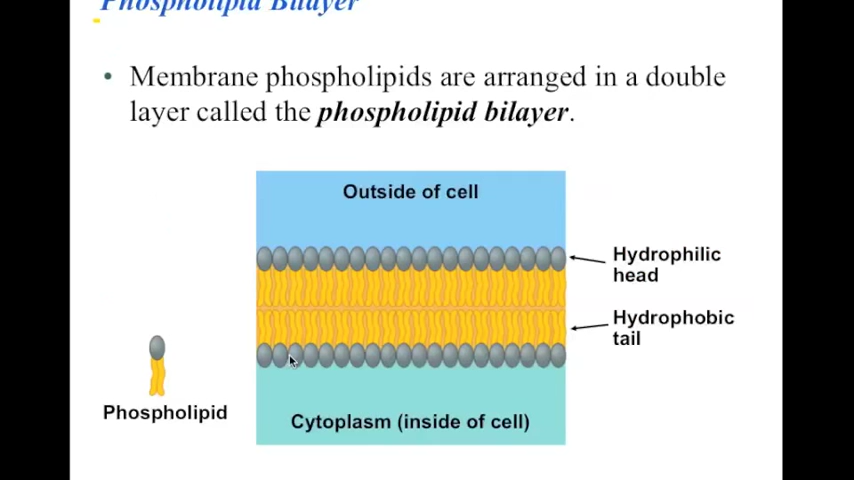 Phospholipid Bilayer
• Membrane phospholipids are arranged in a double
layer called the phospholipid bilayer.
Outside of cell
Hydrophilic
head
Hydrophobic
tail
Phospholipid
Cytoplasm (inside of cell)